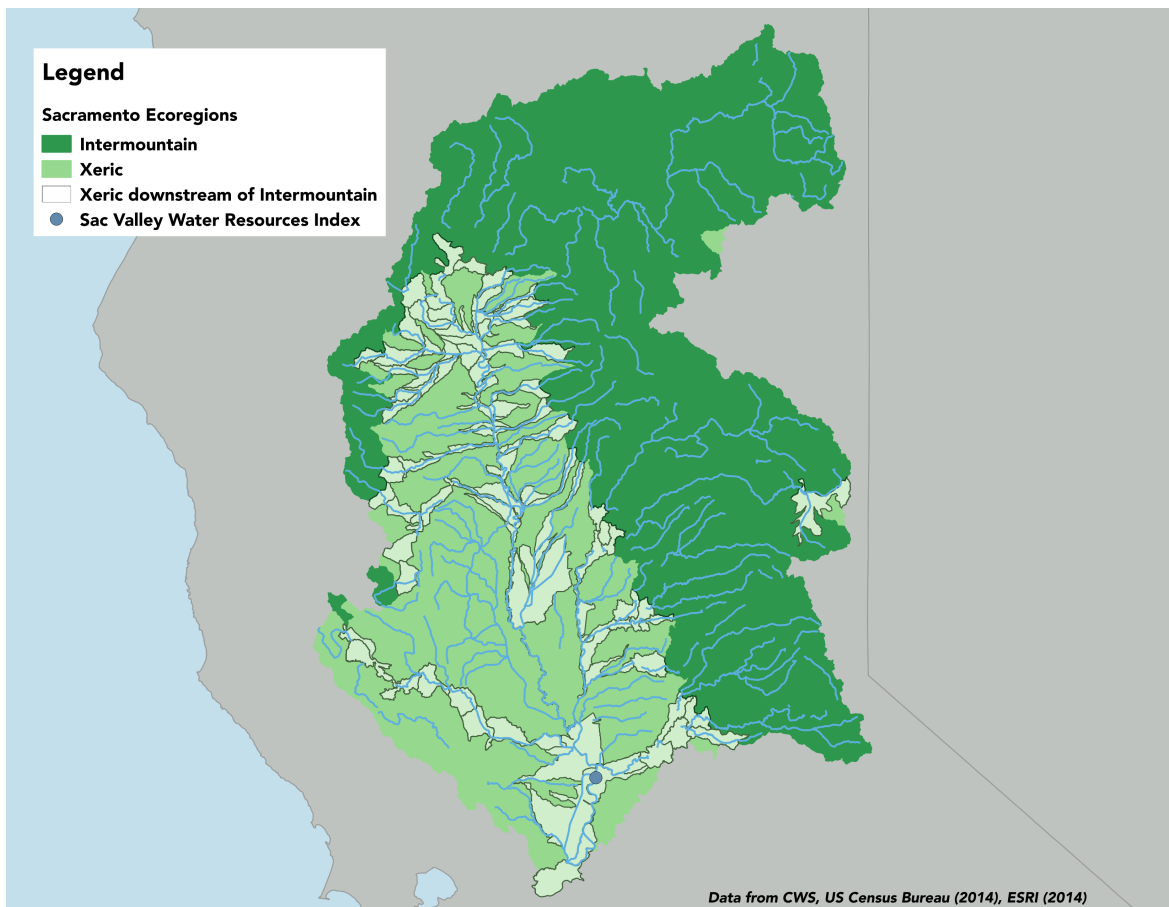 Legend
Sacramento Ecoregions
Intermountain
Xeric
Xeric downstream of Intermountain
Sac Valley Water Resources Index
Data from CWS, US Census Bureau (2014), ESRI (2014)